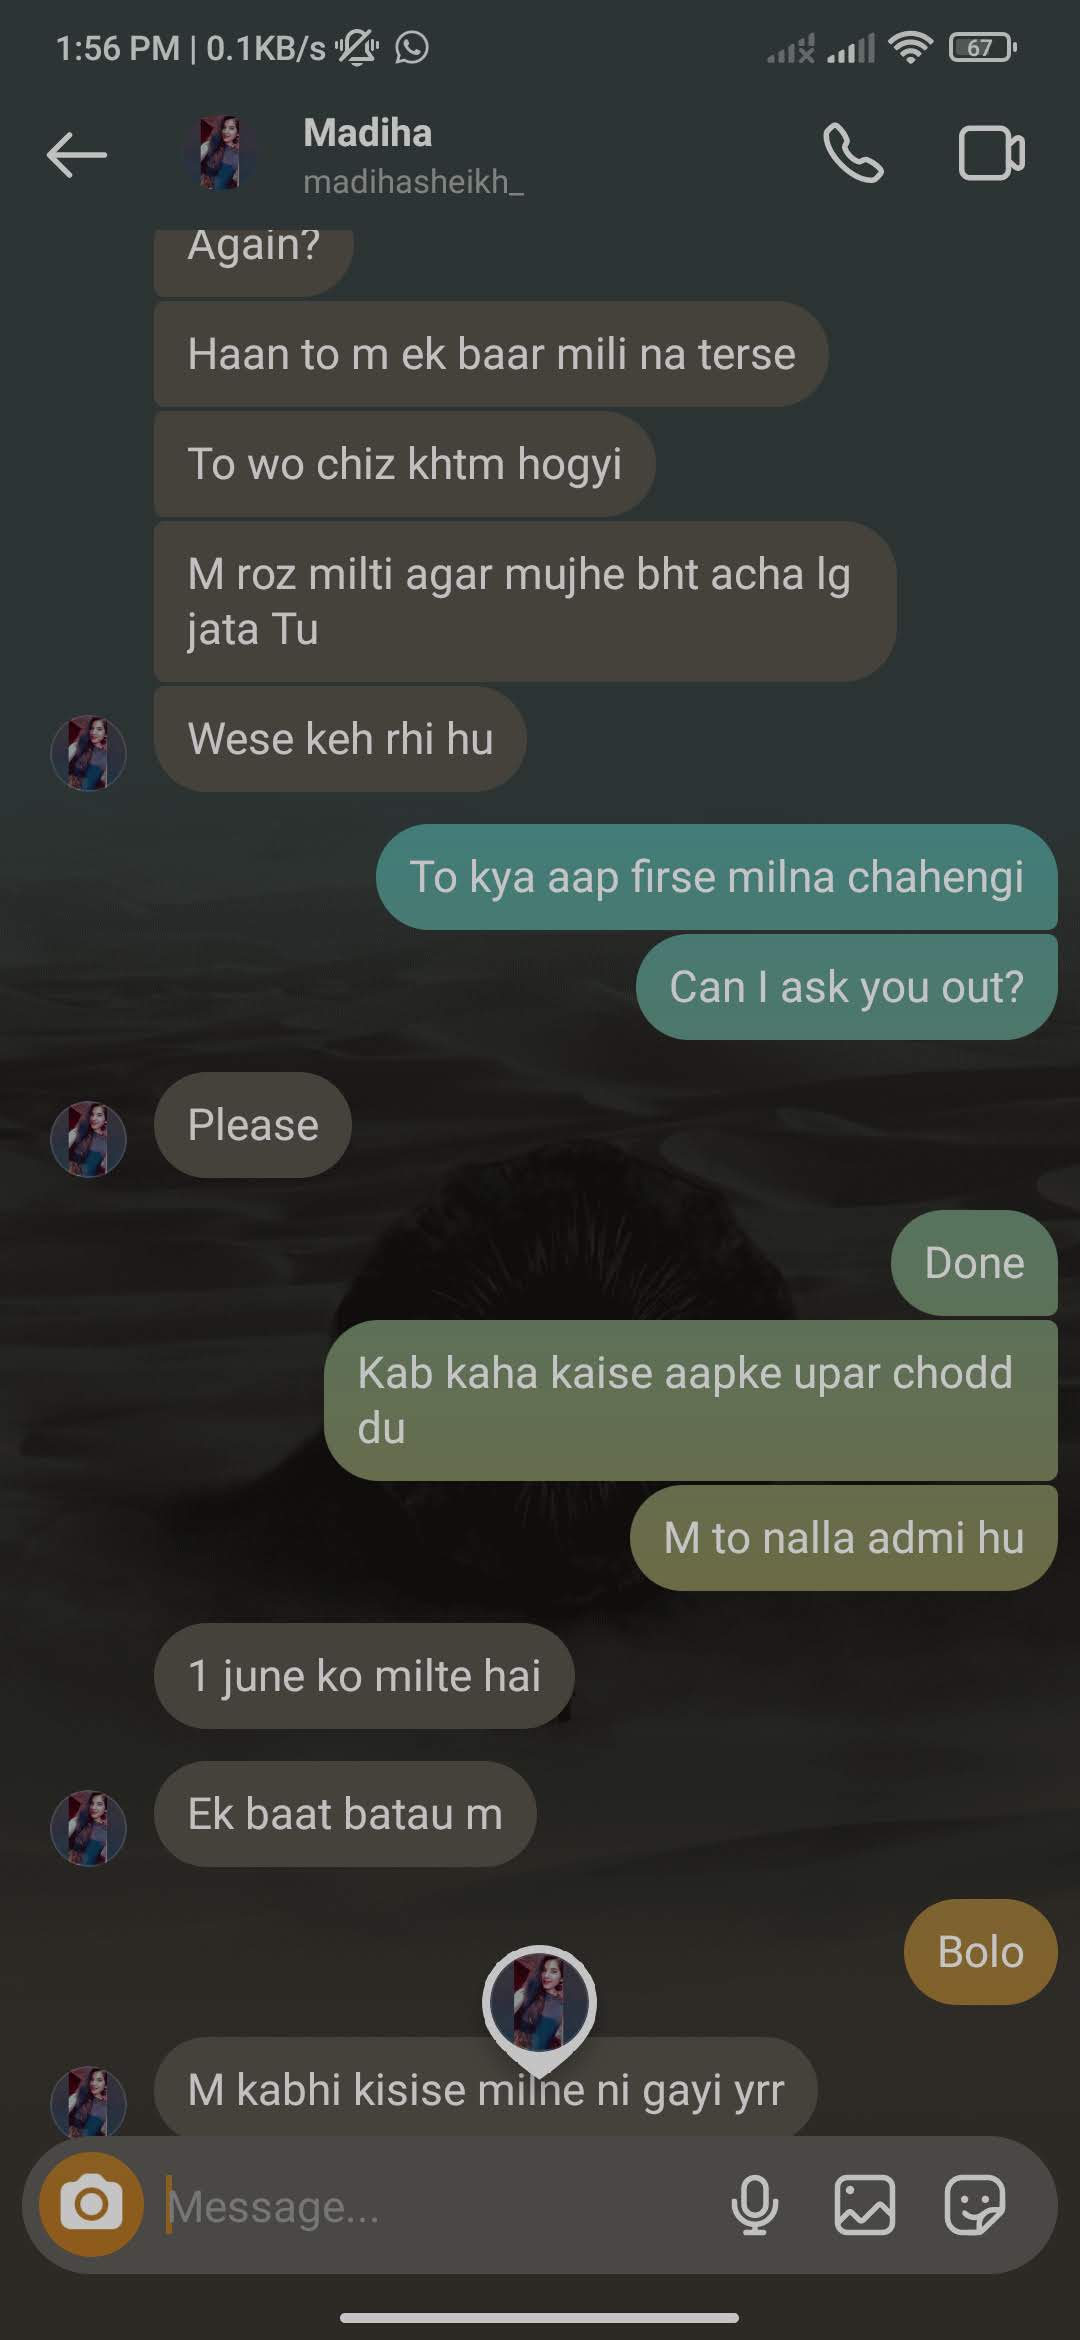 1:56 PM | 0.1KB/s
67
Madiha
madihasheikh_
Again?
Haan to m ek baar mili na terse
To wo chiz khtm hogyi
M roz milti agar mujhe bht acha lg
jata Tu
Wese keh rhi hu
To kya aap firse milna chahengi
Can I ask you out?
Please
Done
Kab kaha kaise aapke upar chodd
du
M to nalla admi hu
1 june ko milte hai
Ek baat batau m
Bolo
M kabhi kisise milne ni gayi yrr
Message...